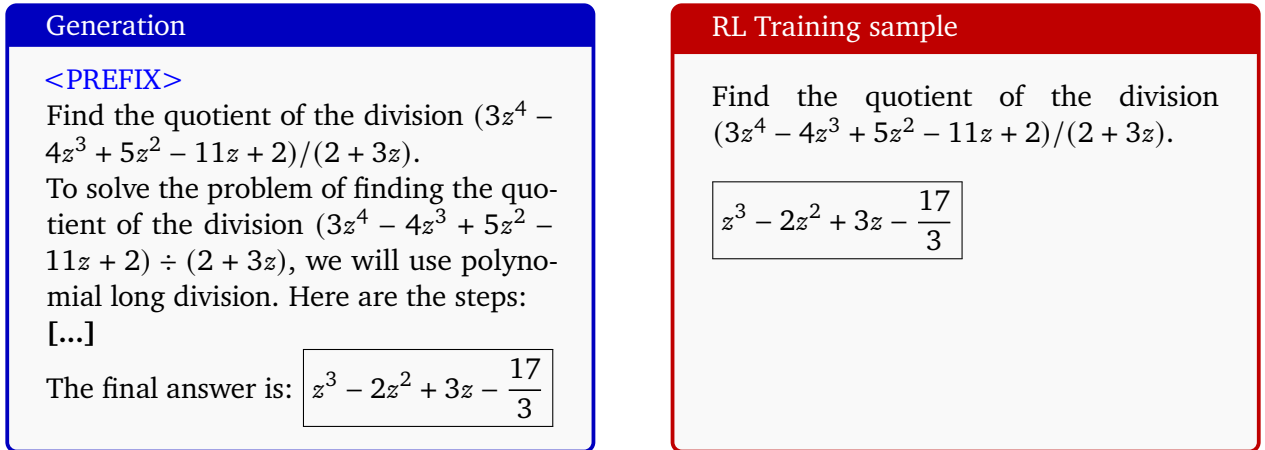 Generation
<PREFIX>
Find the quotient of the division (3z⁴ –
4z³ + 5z² – 11z + 2)/(2 + 3z).
To solve the problem of finding the quo-
tient of the division (3z⁴ – 4z³ + 5z² –
11z + 2) ÷ (2 + 3z), we will use polyno-
mial long division. Here are the steps:
[...]
The final answer is: z³ – 2z² + 3z – 17/3
RL Training sample
Find the quotient of the division
(3z⁴ – 4z³ + 5z² – 11z + 2)/(2 + 3z).
z³ – 2z² + 3z – 17/3